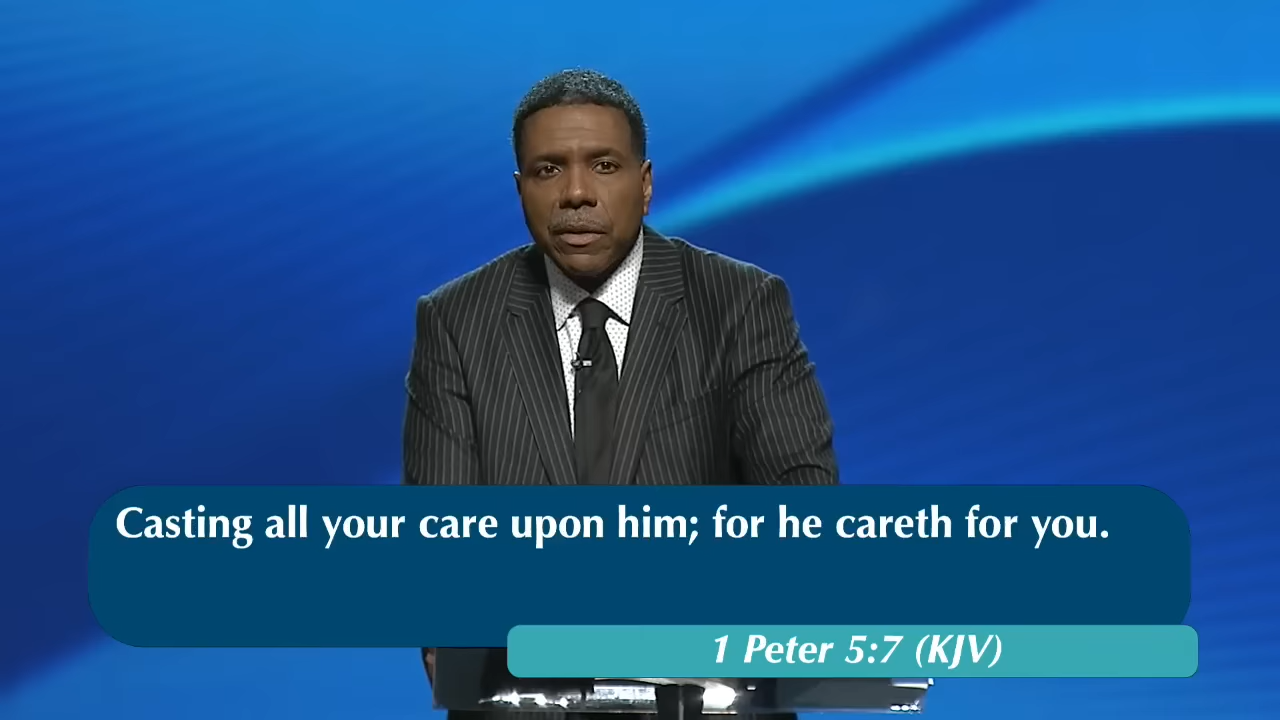 Casting all your care upon him; for he careth for you.
1 Peter 5:7 (KJV)